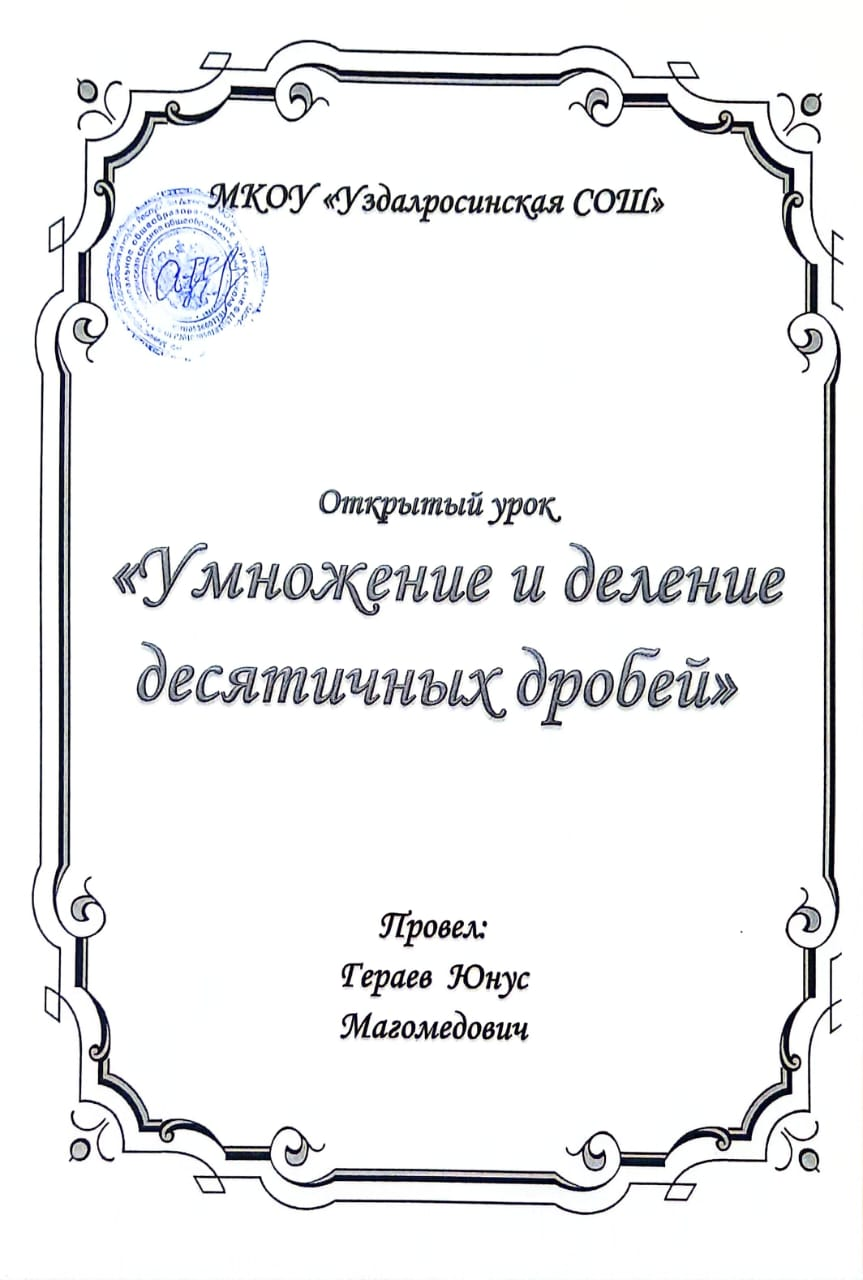 МКОУ «Уздалросинская СОШ»
Открытый урок
«Умножение и деление
десятичных дробей»
Провел:
Гераев Юнус
Магомедович